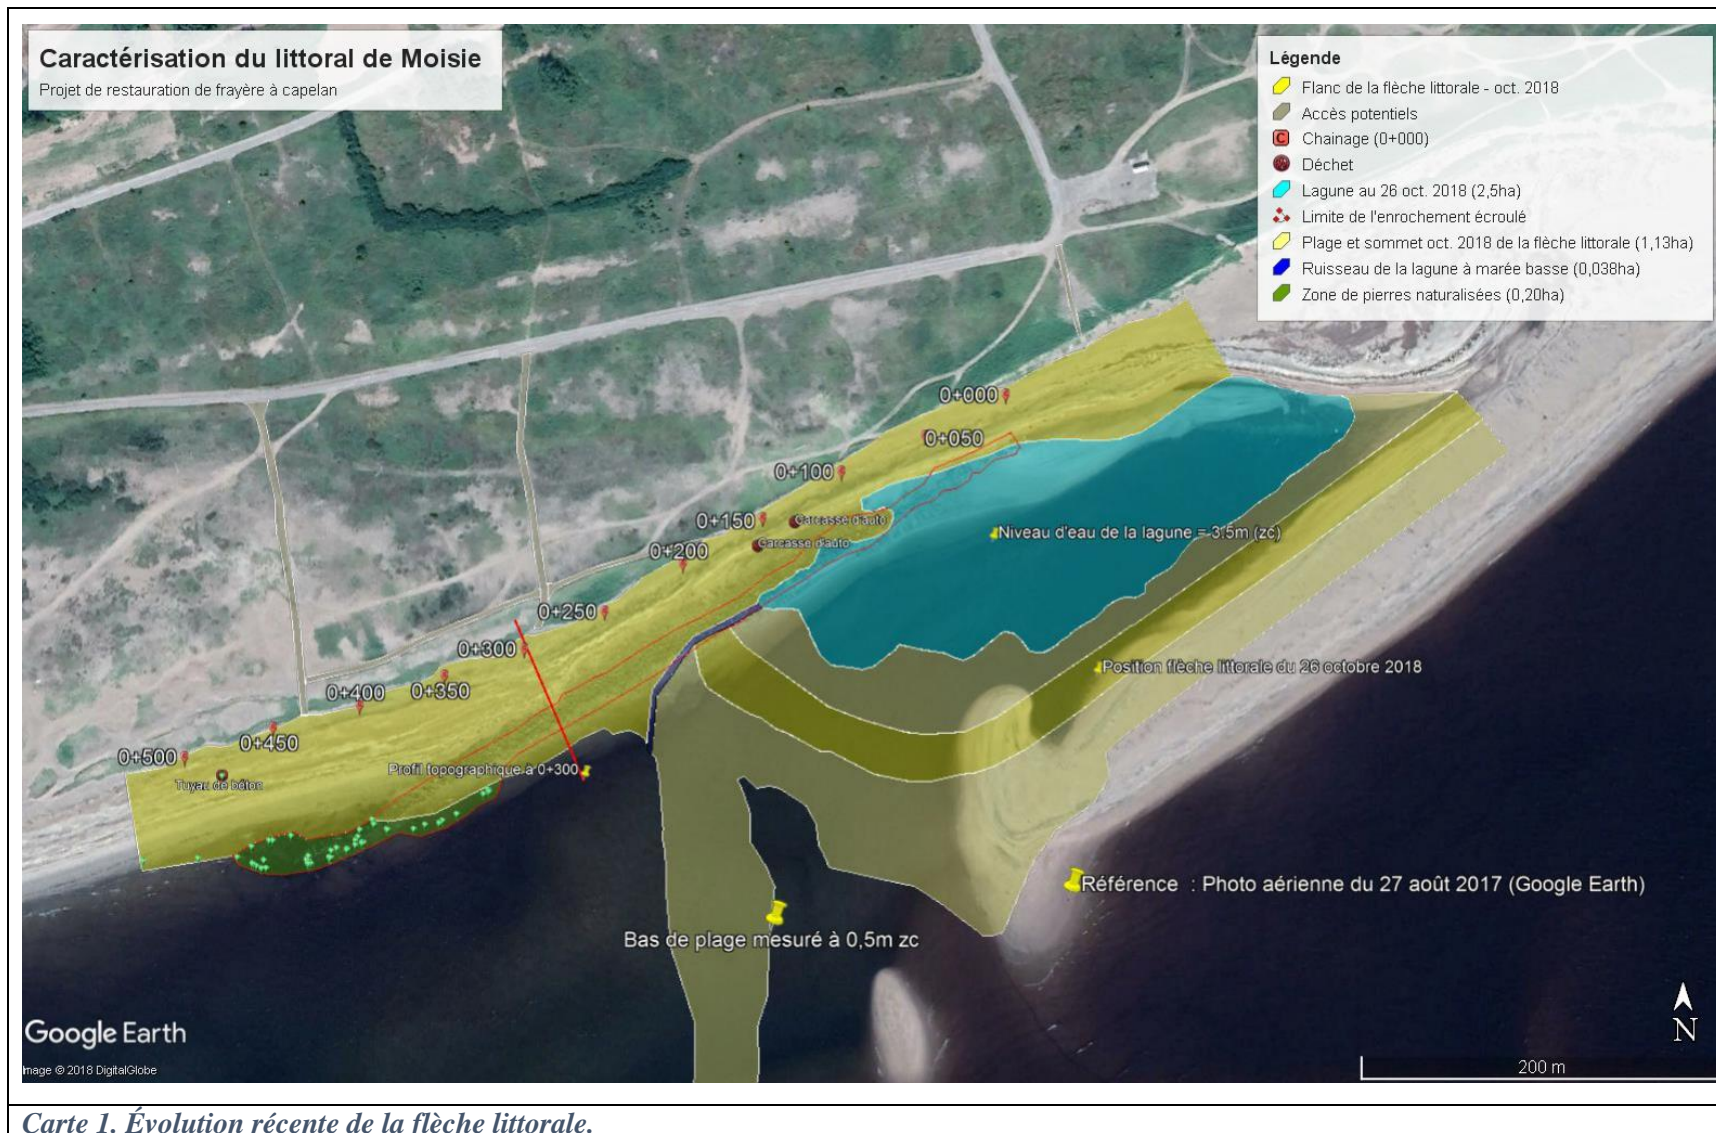 Caractérisation du littoral de Moisie
Projet de restauration de frayère à capelan
Légende
Flanc de la flèche littorale - oct. 2018
Accès potentiels
C Chainage (0+000)
Déchet
Lagune au 26 oct. 2018 (2,5ha)
Limite de l'enrochement écroulé
Plage et sommet oct. 2018 de la flèche littorale (1,13ha)
Ruisseau de la lagune à marée basse (0,038ha)
Zone de pierres naturalisées (0,20ha)
0+000
0+050
0+100
0+150
Carcasse d'auto
Carcasse d'auto
0+200
Niveau d'eau de la lagune = 3.5m (zc)
0+250
0+300
Position flèche littorale du 26 octobre 2018
0+350
0+400
0+450
0+500
Profil topographique à 0+300
Tuyau de béton
Référence : Photo aérienne du 27 août 2017 (Google Earth)
Bas de plage mesuré à 0,5m zc
N
Google Earth
Image © 2018 DigitalGlobe
200 m
Carte 1. Évolution récente de la flèche littorale.